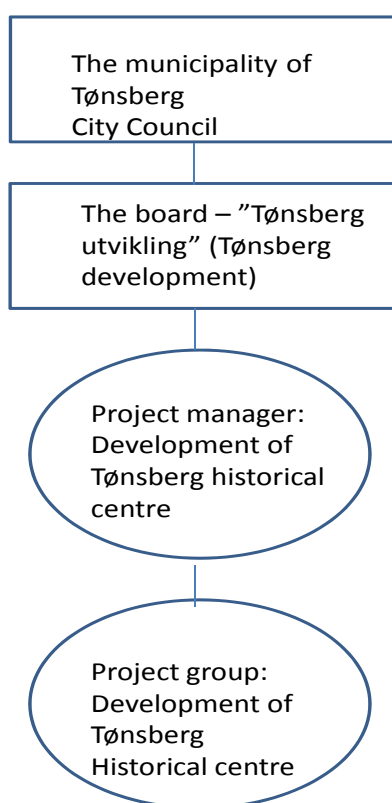 The municipality of
Tønsberg
City Council
The board – ”Tønsberg
utvikling” (Tønsberg
development)
Project manager:
Development of
Tønsberg historical
centre
Project group:
Development of
Tønsberg
Historical centre